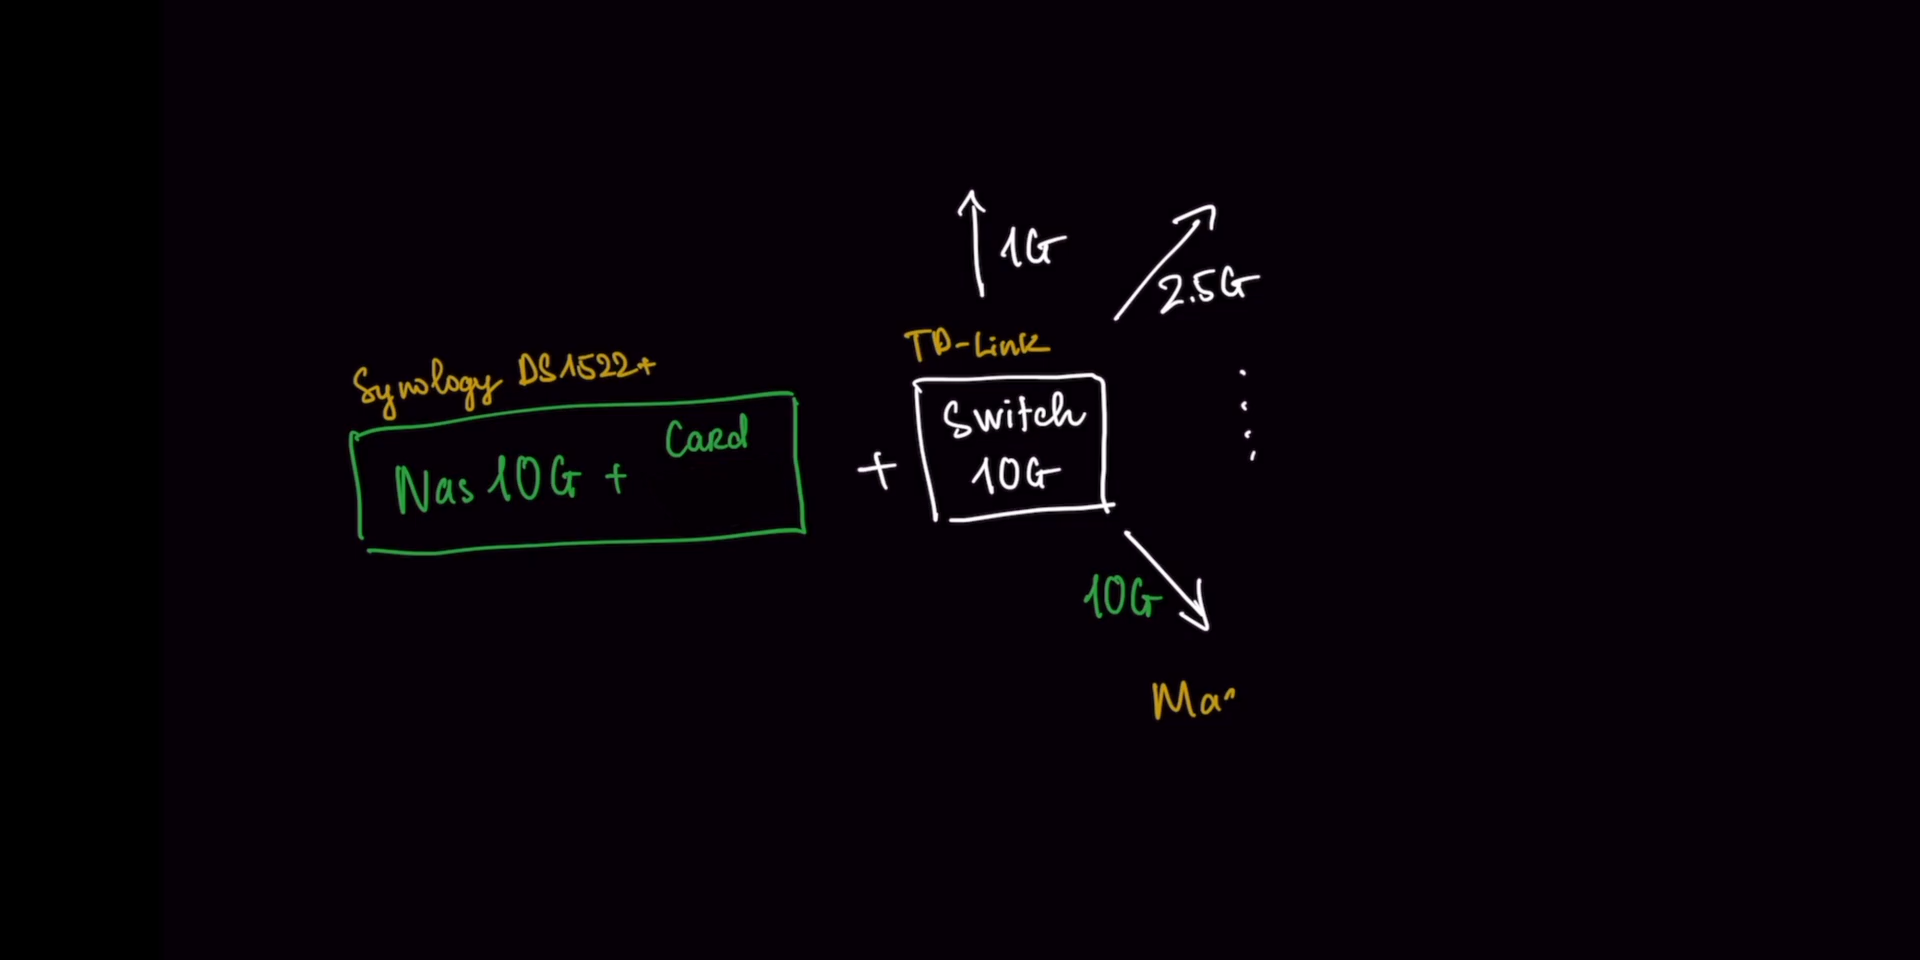 1G
2.5G
TP-Link
Synology DS1522+
Switch
10G
Nas 10G + Card
+
10G
Ma